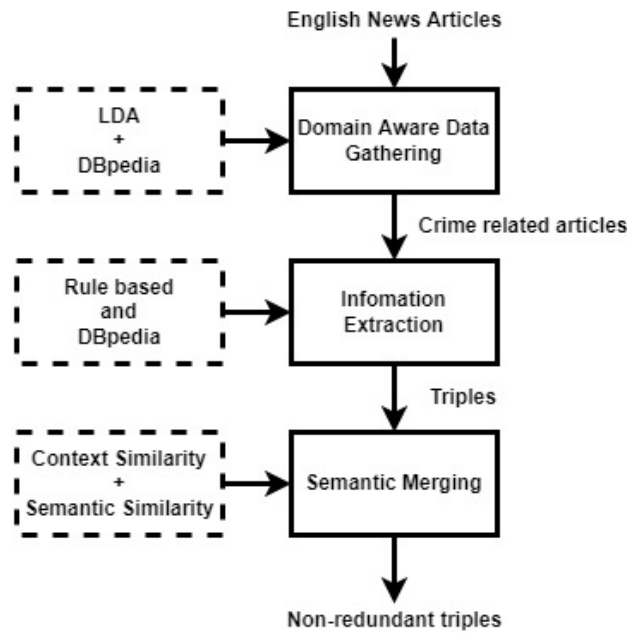 English News Articles
LDA
+
DBpedia
Domain Aware Data
Gathering
Crime related articles
Rule based
and
DBpedia
Infomation
Extraction
Triples
Context Similarity
+
Semantic Similarity
Semantic Merging
Non-redundant triples